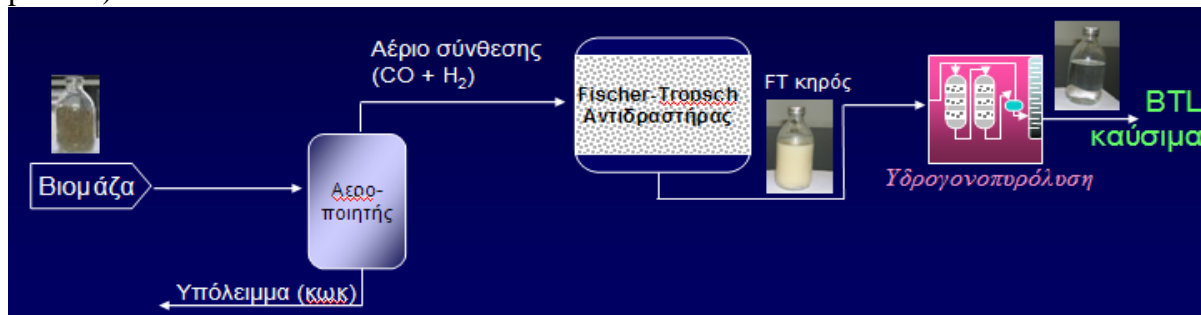 Αέριο σύνθεσης
(CO + H2)
Fischer-Tropsch
Αντιδραστήρας
FT κηρός
BTL
καύσιμα
Υδρογονοπυρόλυση
Βιομάζα
Αερο-
ποιητής
Υπόλειμμα (κωκ)